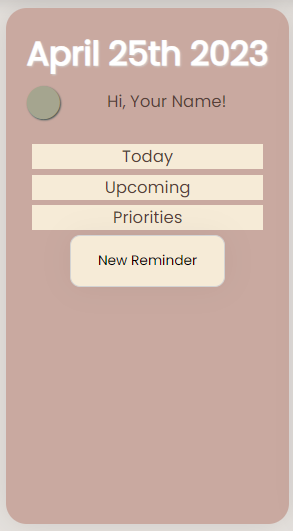 April 25th 2023
Hi, Your Name!
Today
Upcoming
Priorities
New Reminder